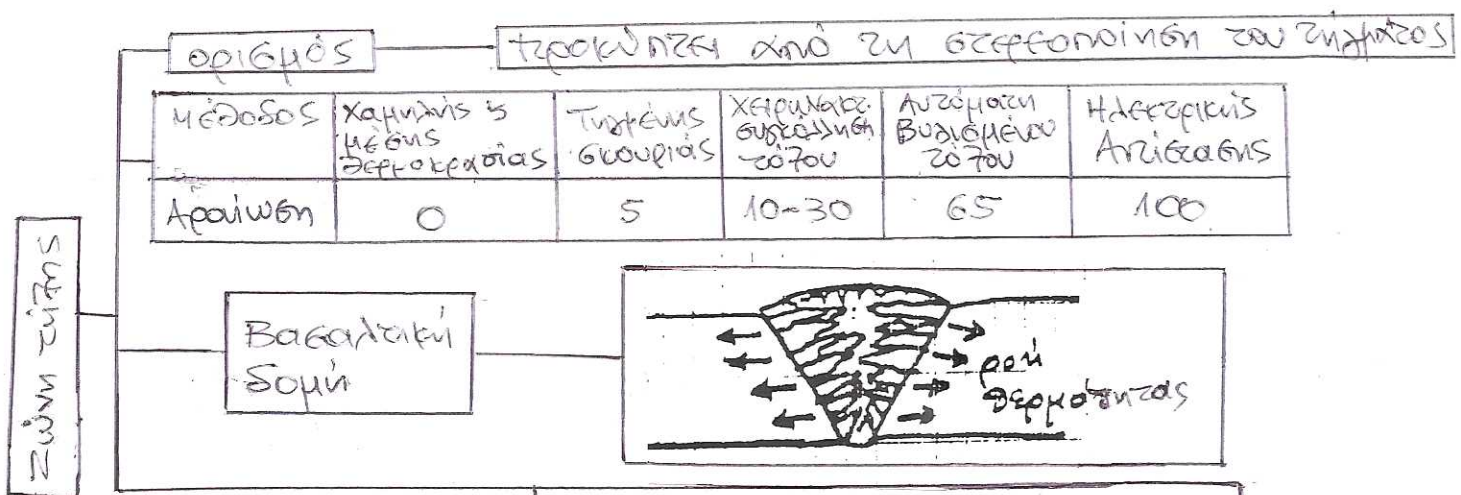 ορισμός
προκύπτει από τη στερεοποίηση του τήγματος
Μέθοδος
Χαμηλής ή
μέσης
θερμοκρασίας
Τηγμένης
σκουριάς
Χειρωνακτ.
συγκόλληση
τόξου
Αυτόματη
Βυθισμένου
τόξου
Ηλεκτρικής
Αντίστασης
Αραίωση
0
5
10-30
65
100
Ζώνη τήξης
Βασαλτική
δομή
ροή
θερμότητας